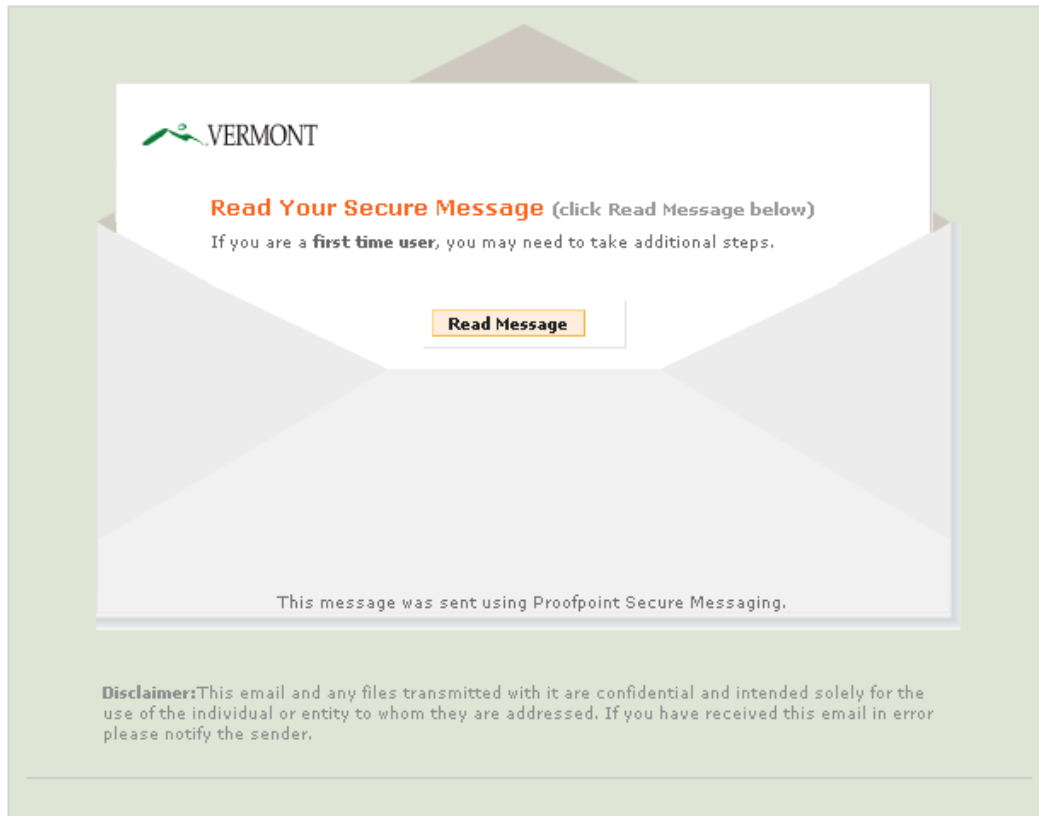 VERMONT
Read Your Secure Message (click Read Message below)
If you are a first time user, you may need to take additional steps.
Read Message
This message was sent using Proofpoint Secure Messaging.
Disclaimer:This email and any files transmitted with it are confidential and intended solely for the
use of the individual or entity to whom they are addressed. If you have received this email in error
please notify the sender.